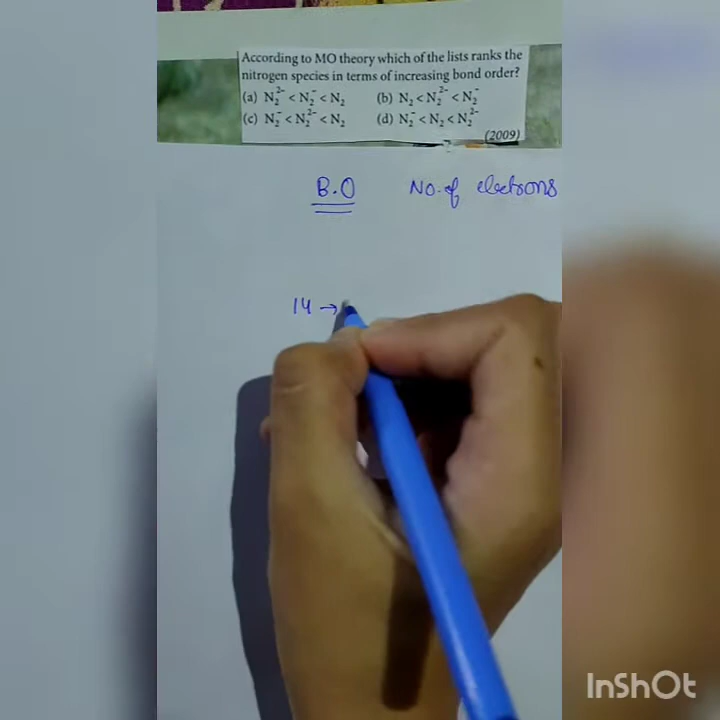 According to MO theory which of the lists ranks the
nitrogen species in terms of increasing bond order?
(a) N₂²⁻ < N₂⁻ < N₂ (b) N₂ < N₂²⁻ < N₂⁻
(c) N₂⁻ < N₂²⁻ < N₂ (d) N₂⁻ < N₂ < N₂²⁻
(2009)
B.O No. of electrons
14 →
InShOt